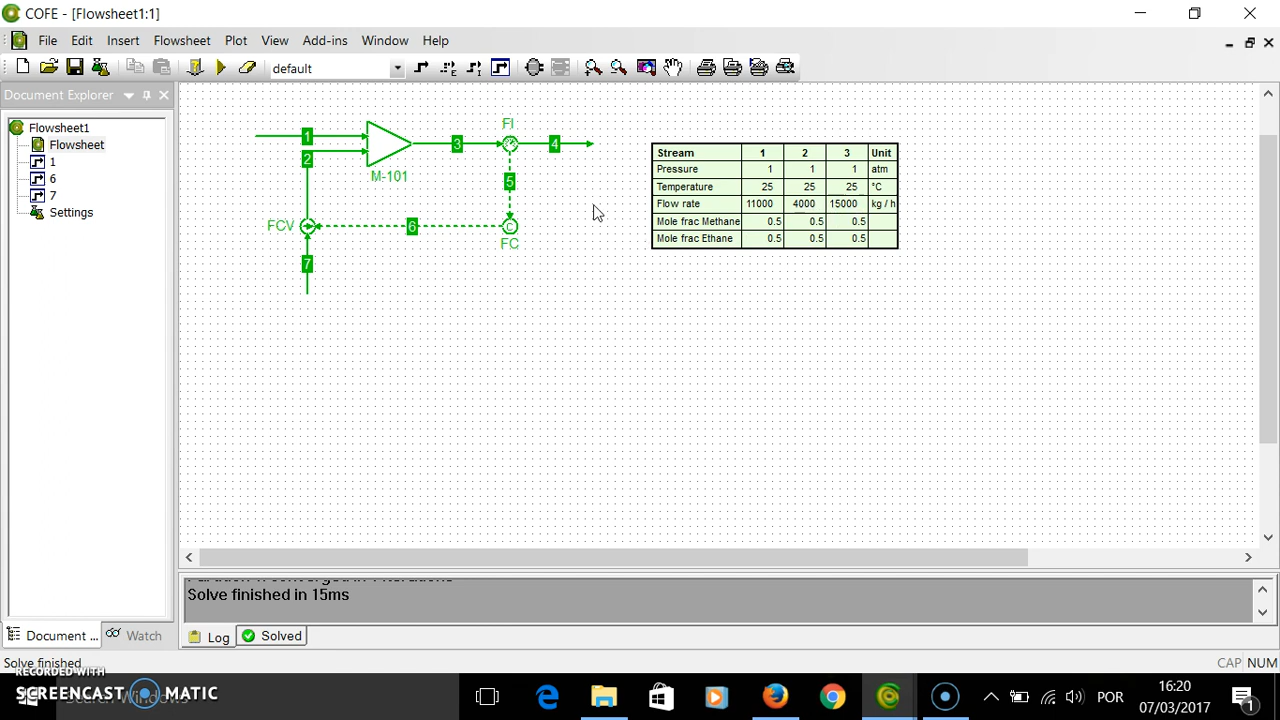 COFE - [Flowsheet1:1]
File Edit Insert Flowsheet Plot View Add-ins Window Help
default
Document Explorer
Flowsheet1
Flowsheet
1
6
7
Settings
FI
1
3
4
2
M-101
5
FCV
6
C
FC
7
Stream 1 2 3 Unit
Pressure 1 1 1 atm
Temperature 25 25 25 °C
Flow rate 11000 4000 15000 kg / h
Mole frac Methane 0.5 0.5 0.5
Mole frac Ethane 0.5 0.5 0.5
Solve finished in 15ms
Document ... Watch
Log Solved
Solve finished
CAP NUM
RECORDED WITH
SCREENCAST MATIC
Search Windows
POR
16:20
07/03/2017
1